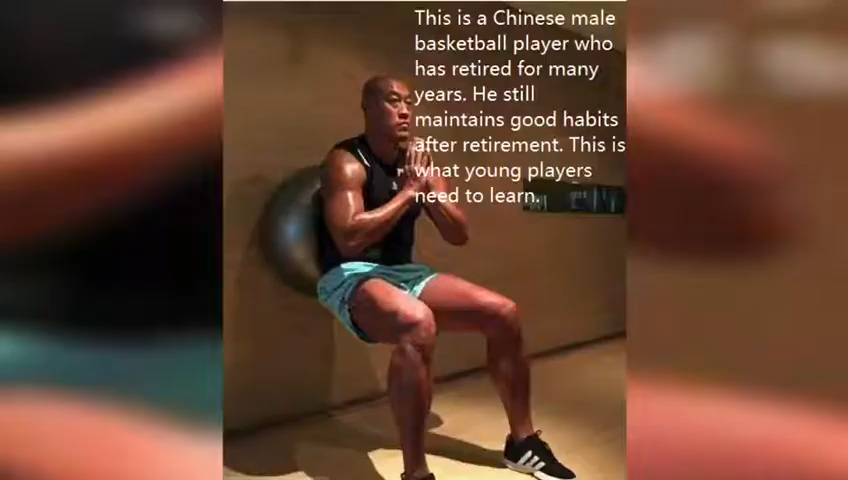 This is a Chinese male
basketball player who
has retired for many
years. He still
maintains good habits
after retirement. This is
what young players
need to learn.